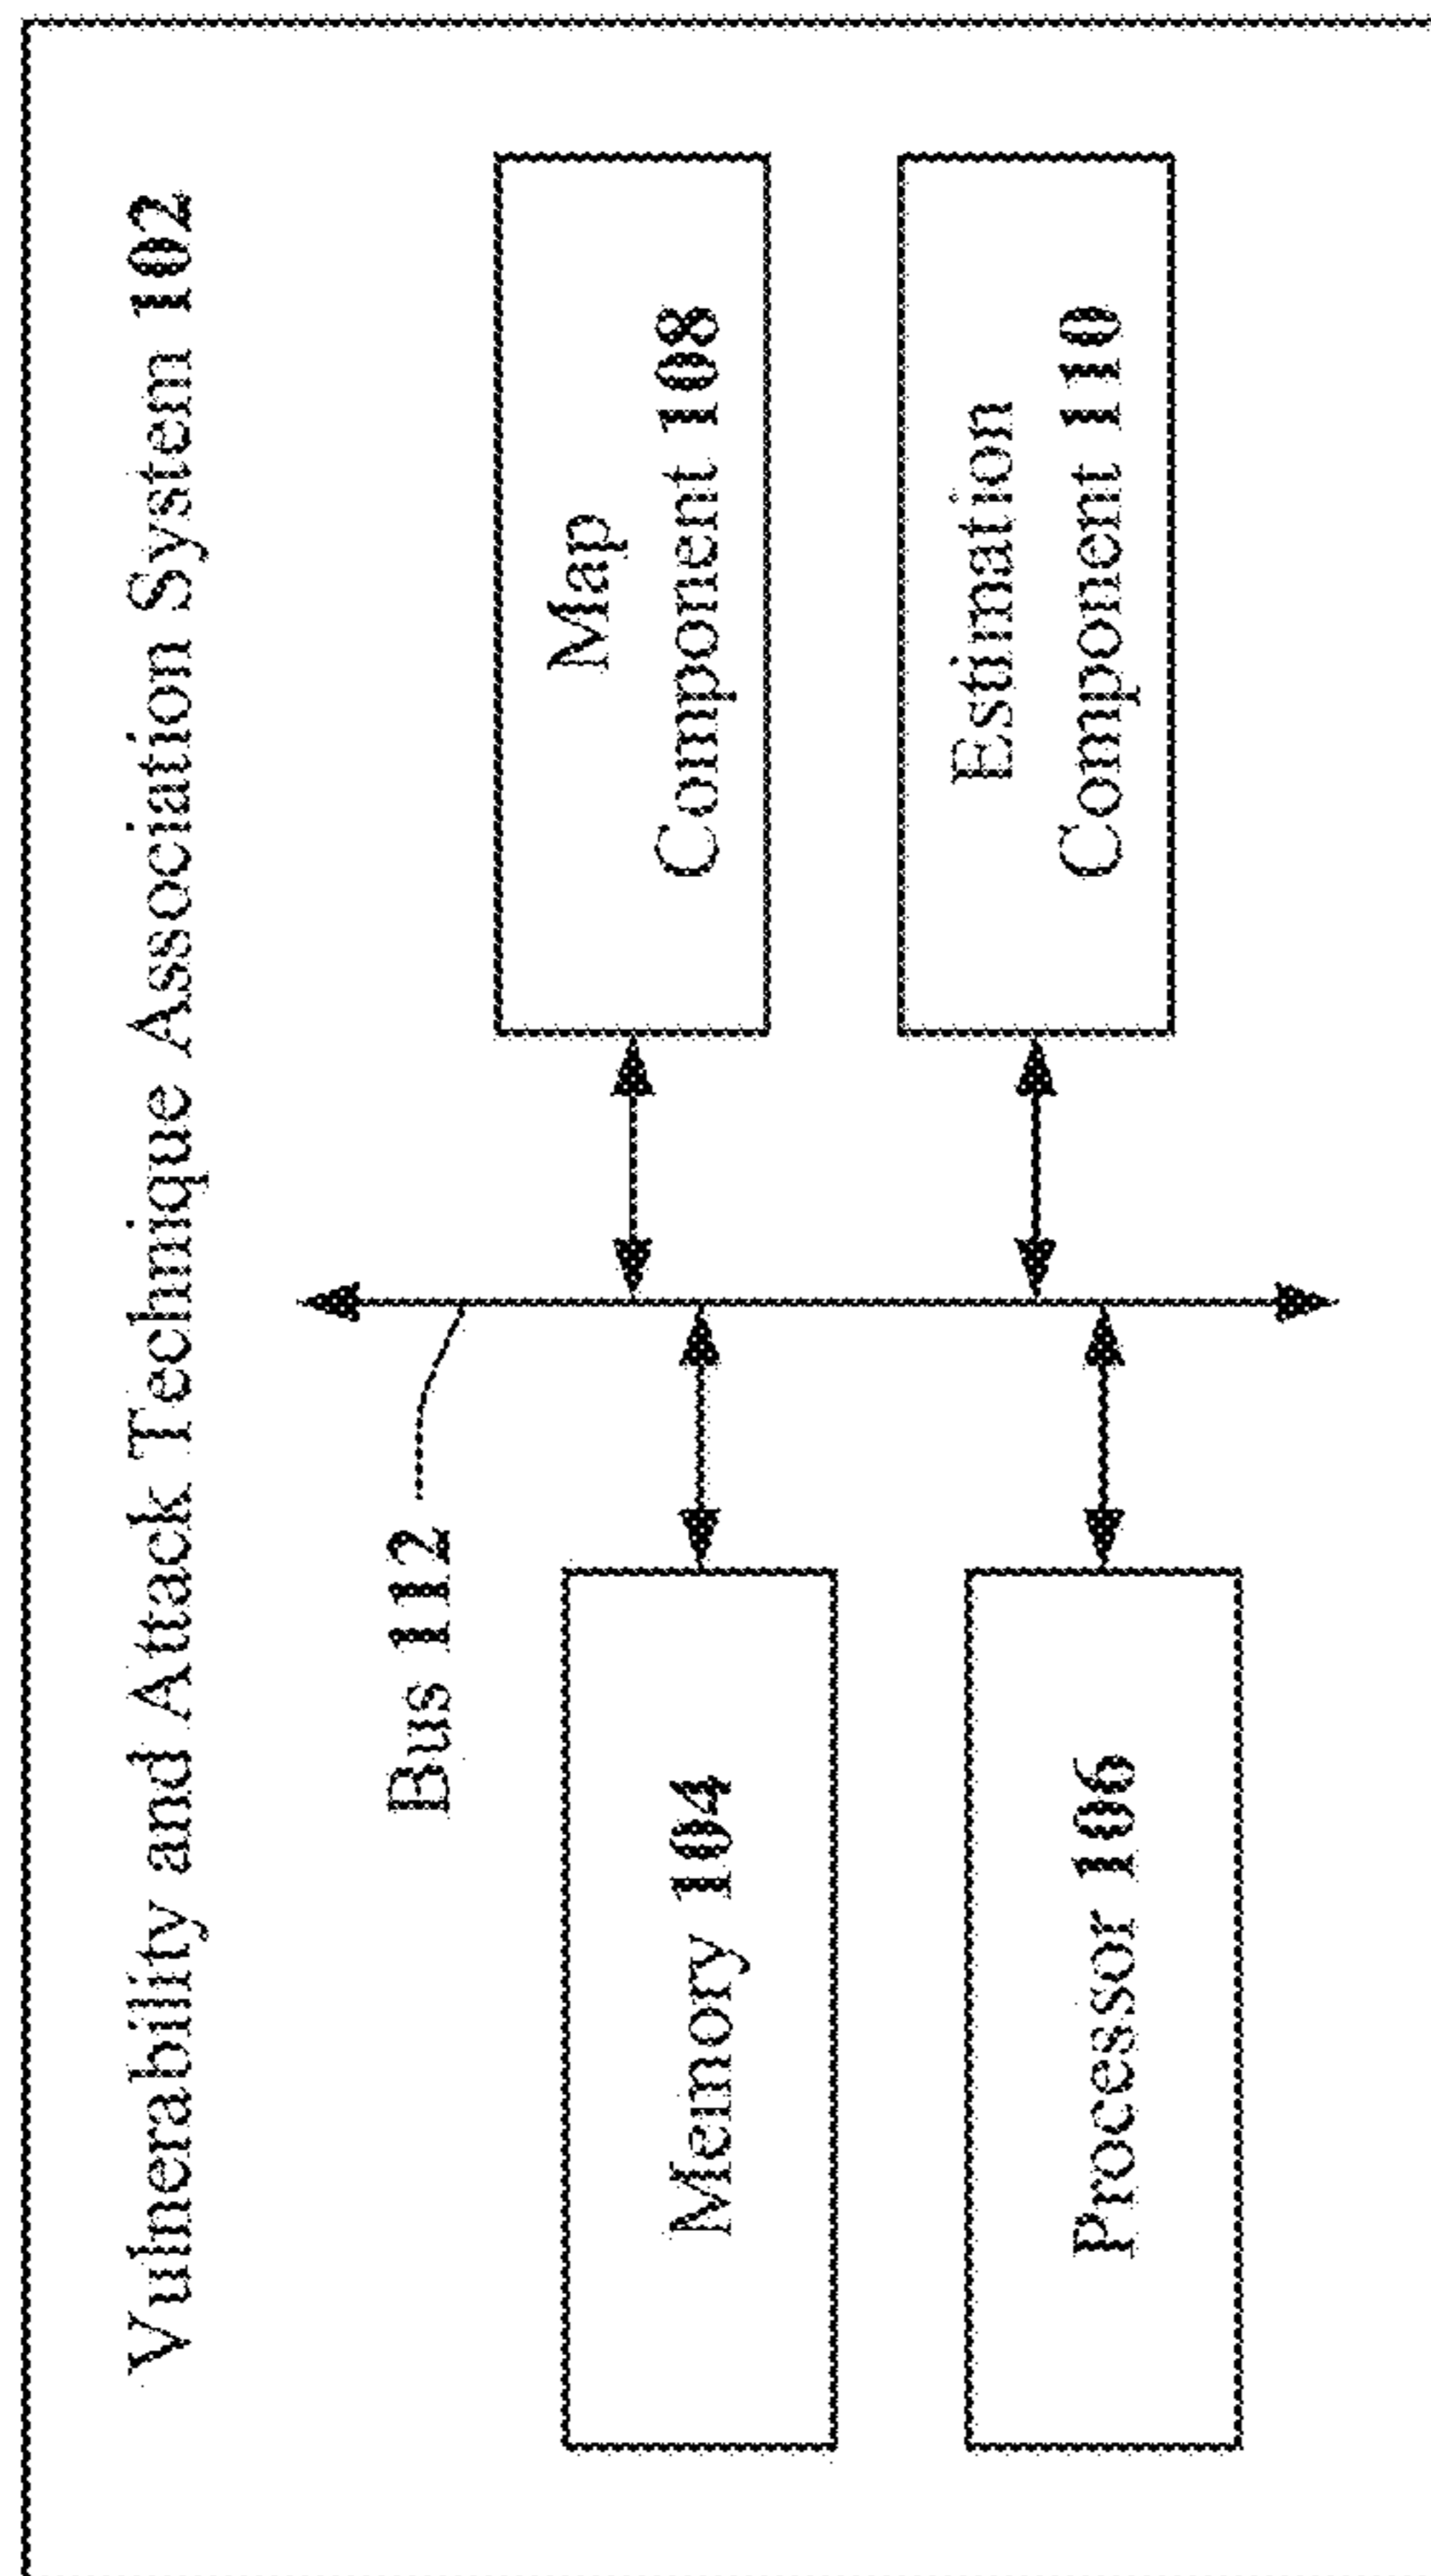 Vulnerability and Attack Technique Association System 102
Bus 112
Memory 104
Map
Component 108
Processor 106
Estimation
Component 110